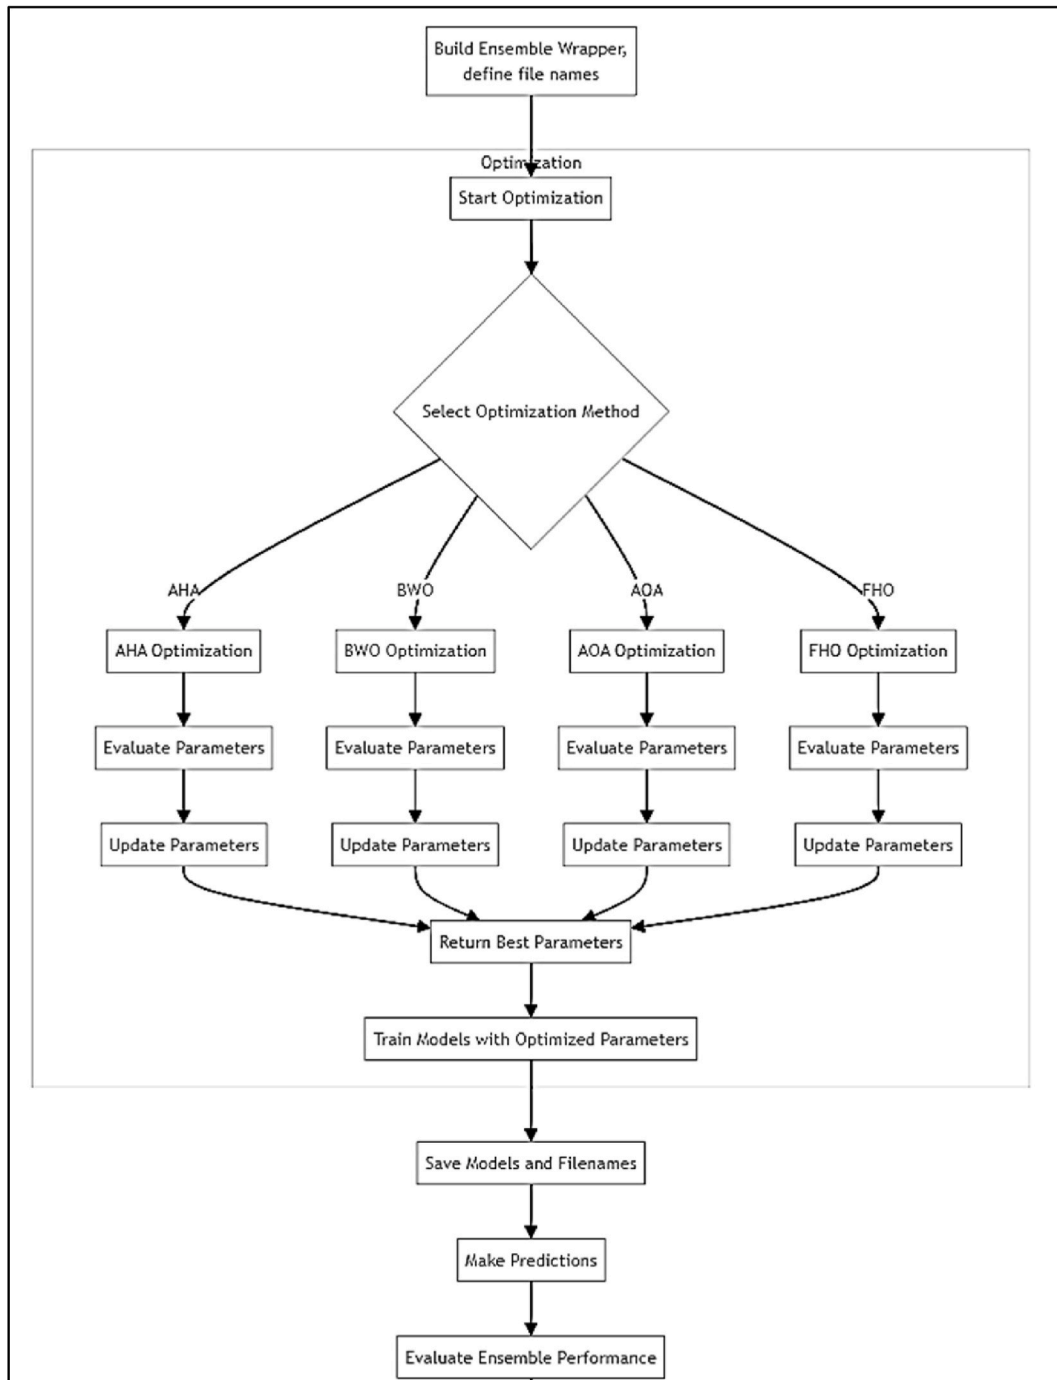 Build Ensemble Wrapper,
define file names
Optimization
Start Optimization
Select Optimization Method
AHA
BWO
AOA
FHO
AHA Optimization
BWO Optimization
AOA Optimization
FHO Optimization
Evaluate Parameters
Evaluate Parameters
Evaluate Parameters
Evaluate Parameters
Update Parameters
Update Parameters
Update Parameters
Update Parameters
Return Best Parameters
Train Models with Optimized Parameters
Save Models and Filenames
Make Predictions
Evaluate Ensemble Performance